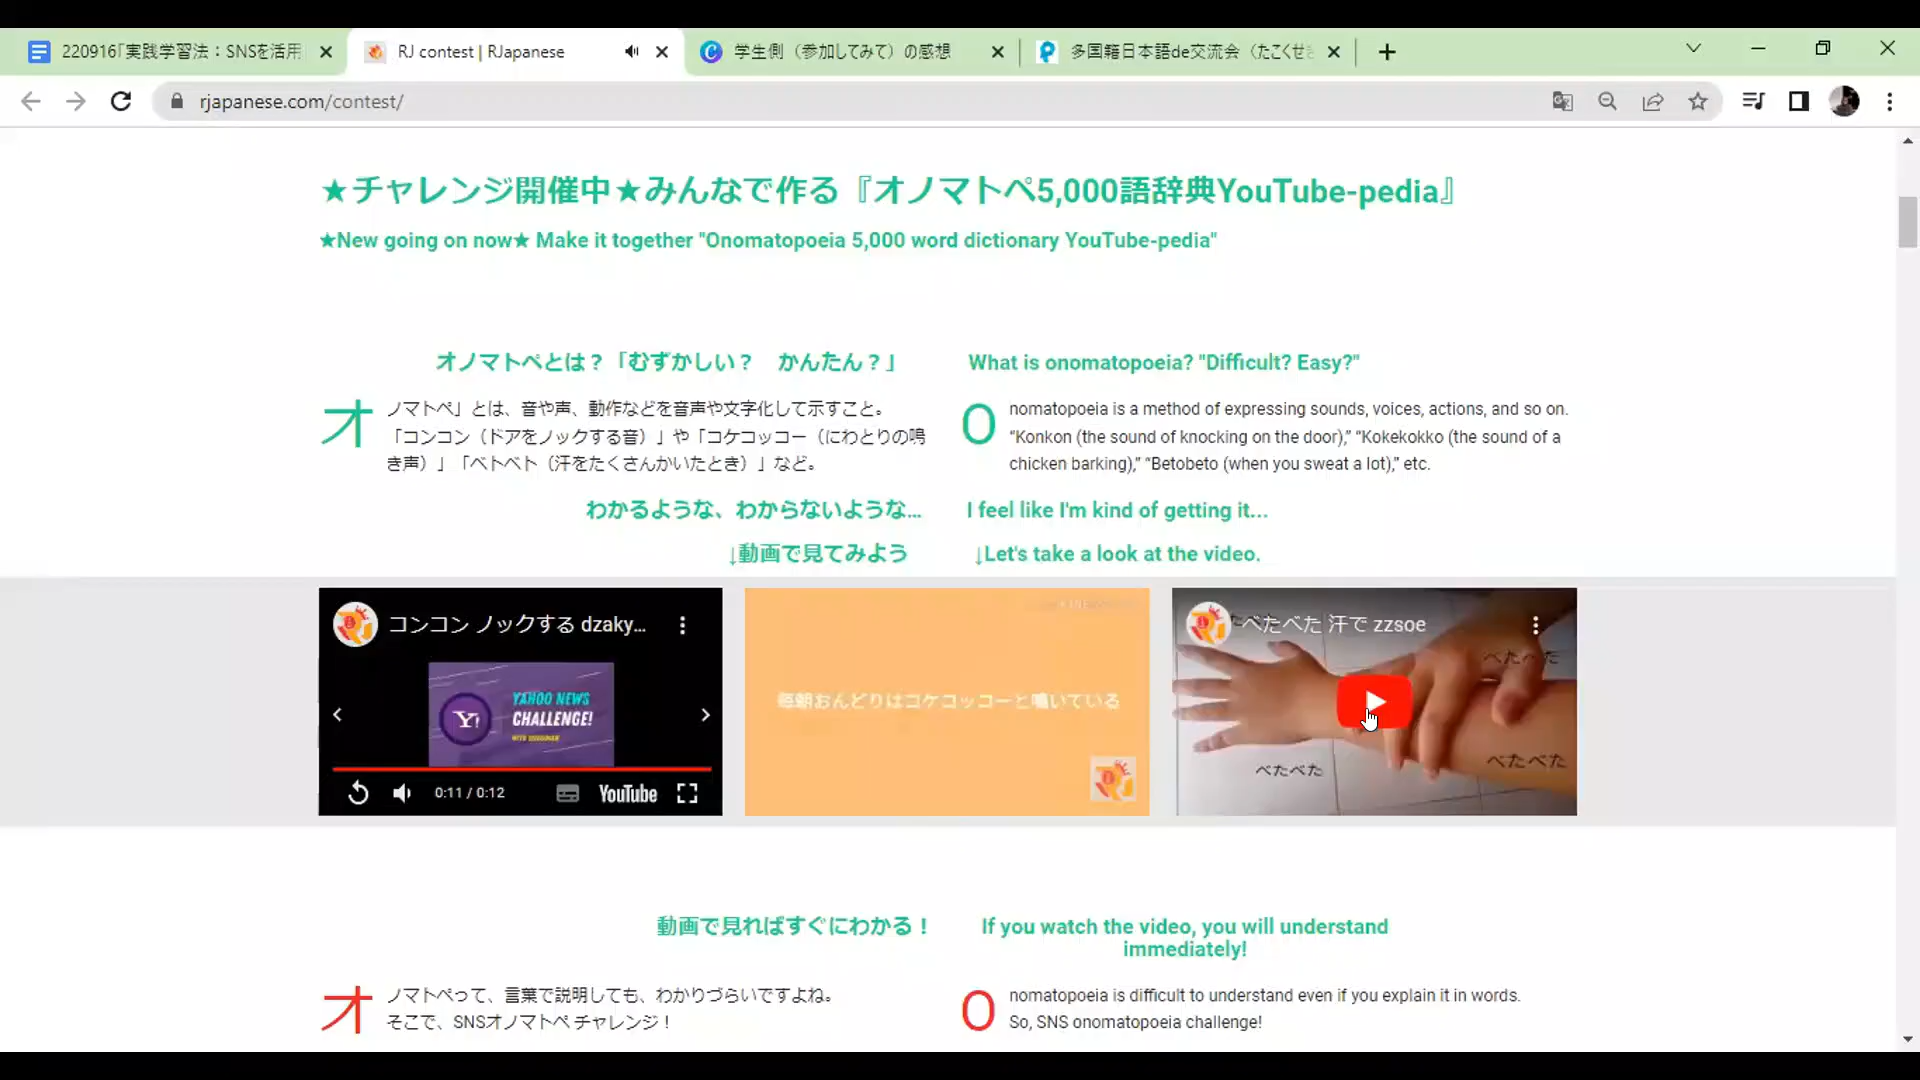 220916「実践学習法：SNSを活用
RJ contest | RJapanese
学生側（参加してみて）の感想
多国籍日本語de交流会（たこくせき
rjapanese.com/contest/
★チャレンジ開催中★みんなで作る『オノマトペ5,000語辞典YouTube-pedia』
★New going on now★ Make it together "Onomatopoeia 5,000 word dictionary YouTube-pedia"
オノマトペとは？「むずかしい？　かんたん？」
オノマトペ」とは、音や声、動作などを音声や文字化して示すこと。
「コンコン（ドアをノックする音）」や「コケコッコー（にわとりの鳴
き声）」「ベトベト（汗をたくさんかいたとき）」など。
わかるような、わからないような...
↓動画で見てみよう
What is onomatopoeia? "Difficult? Easy?"
Onomatopoeia is a method of expressing sounds, voices, actions, and so on.
“Konkon (the sound of knocking on the door),” “Kokekokko (the sound of a
chicken barking),” “Betobeto (when you sweat a lot),” etc.
I feel like I'm kind of getting it...
↓Let's take a look at the video.
コンコン ノックする dzaky...
YAHOO NEWS
CHALLENGE!
Y!
0:11 / 0:12
YouTube
毎朝おんどりはコケコッコーと鳴いている
べたべた 汗で zzsoe
べたべた
べたべた
べたべた
動画で見ればすぐにわかる！
オノマトペって、言葉で説明しても、わかりづらいですよね。
そこで、SNSオノマトペ チャレンジ！
If you watch the video, you will understand
immediately!
Onomatopoeia is difficult to understand even if you explain it in words.
So, SNS onomatopoeia challenge!